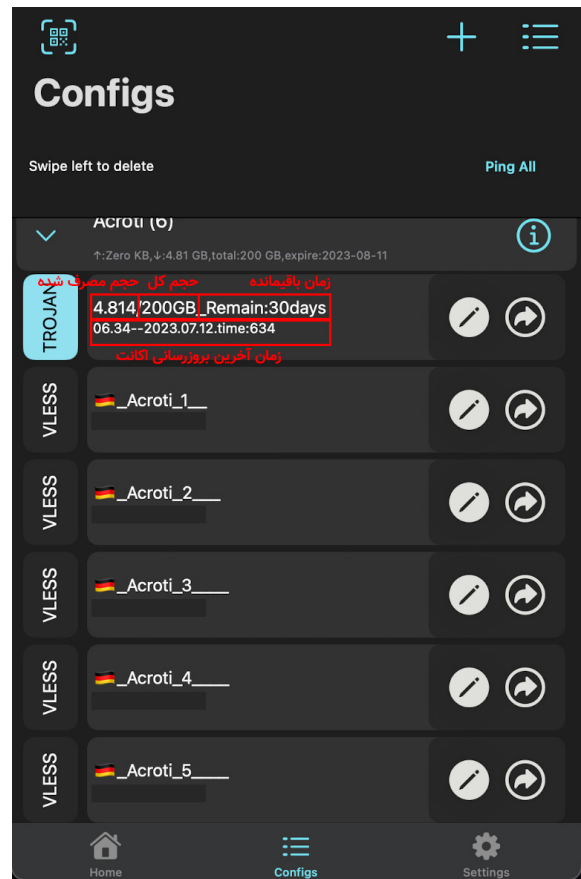 Configs
Swipe left to delete
Ping All
Acroti (6)
↑:Zero KB,↓:4.81 GB,total:200 GB,expire:2023-08-11
زمان باقیمانده
حجم کل
حجم مصرف شده
TROJAN
4.814/200GB_Remain:30days
06.34--2023.07.12.time:634
زمان آخرین بروزرسانی اکانت
VLESS
🇩🇪_Acroti_1__
VLESS
🇩🇪_Acroti_2___
VLESS
🇩🇪_Acroti_3____
VLESS
🇩🇪_Acroti_4____
VLESS
🇩🇪_Acroti_5____
Home
Configs
Settings